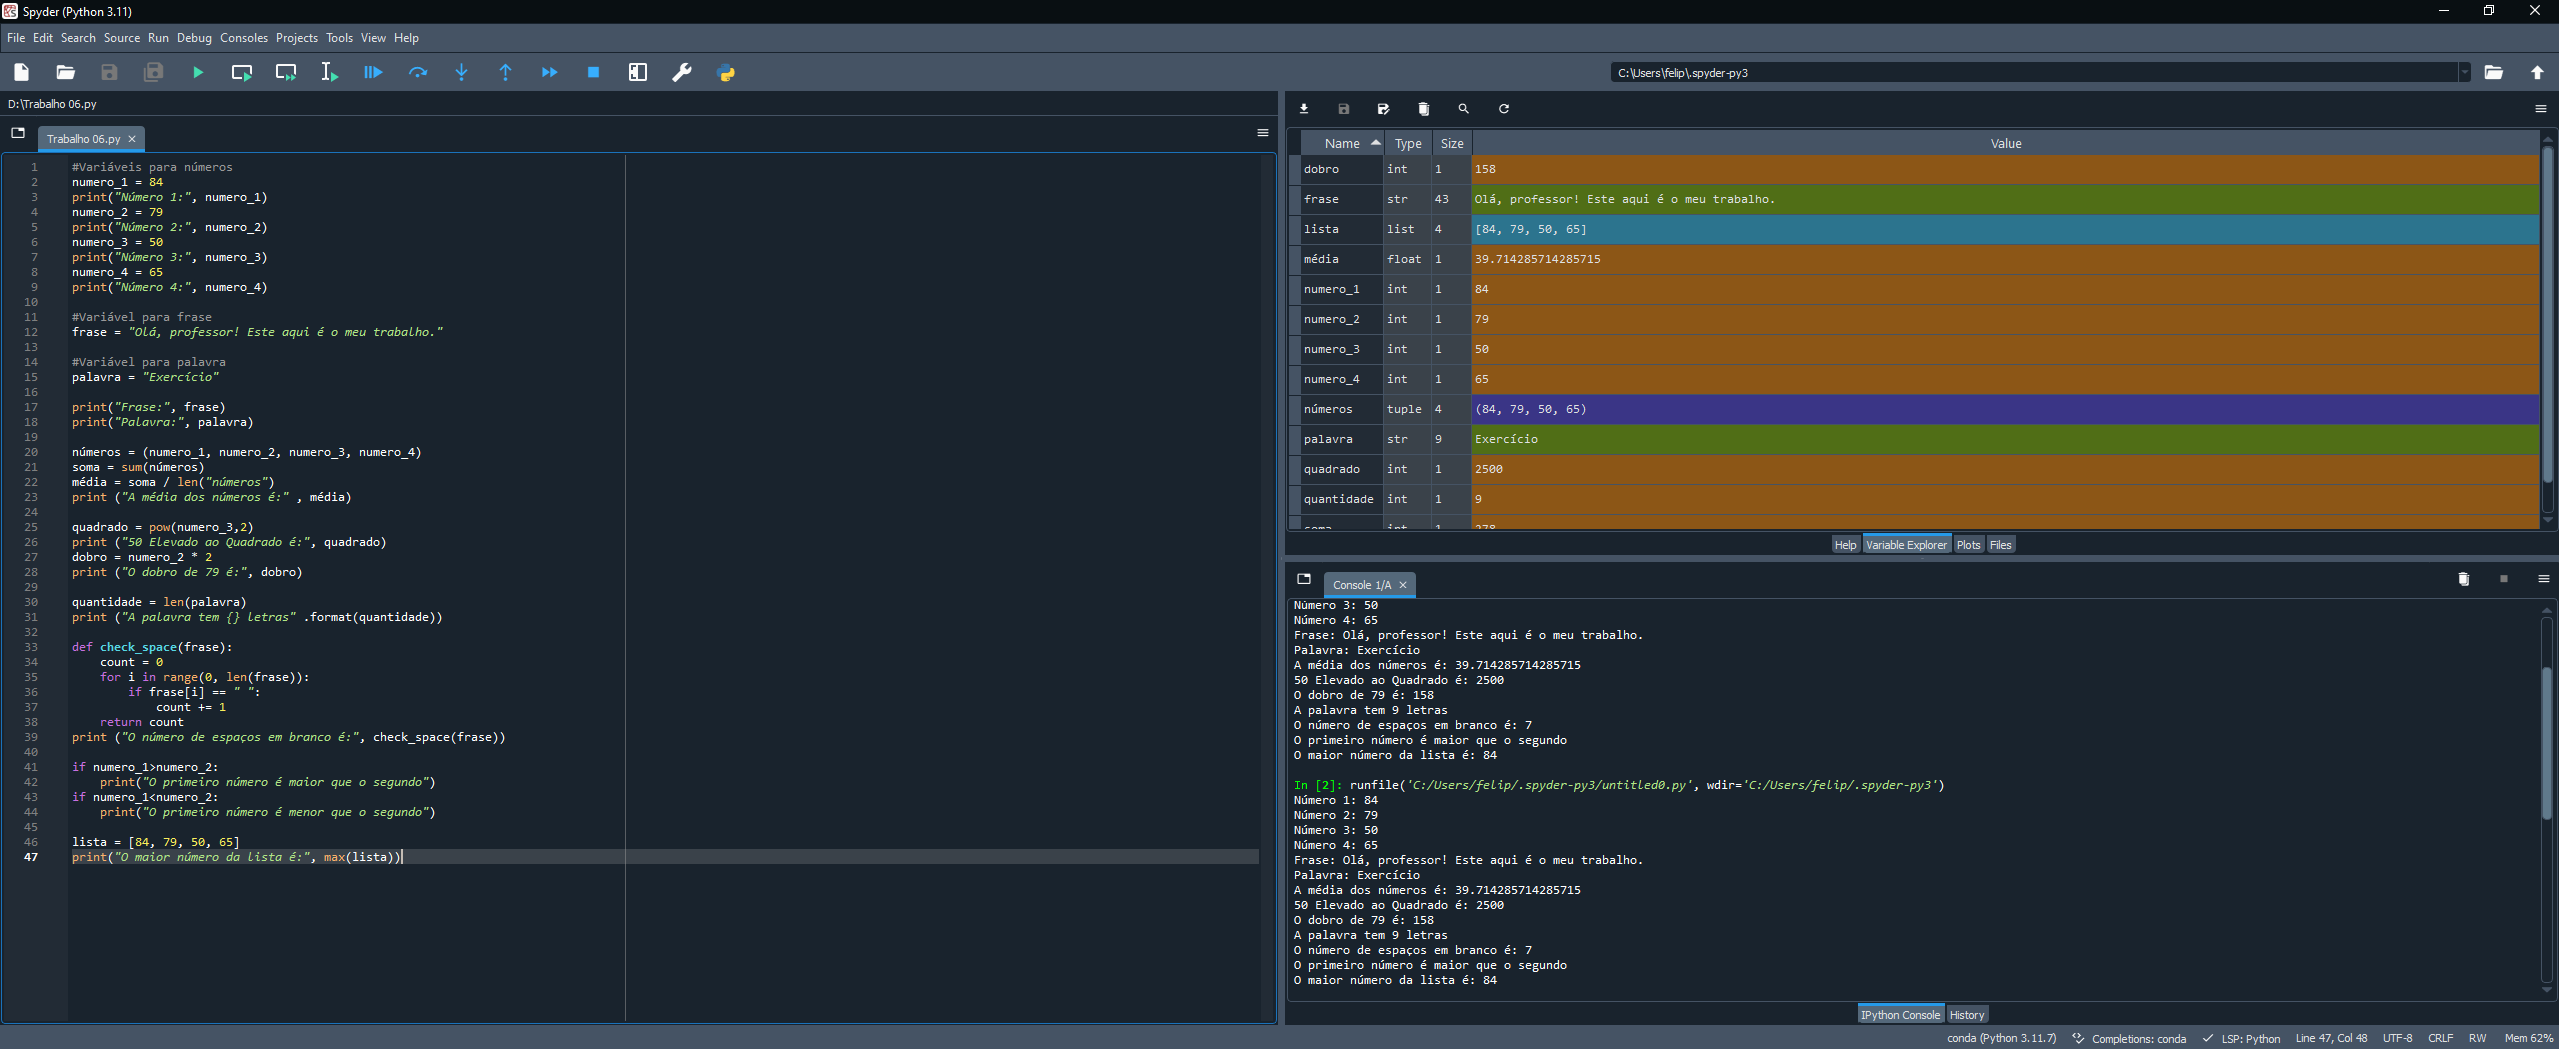 Spyder (Python 3.11)
File Edit Search Source Run Debug Consoles Projects Tools View Help
C:\Users\felip\.spyder-py3
D:\Trabalho 06.py
Trabalho 06.py
1 #Variáveis para números
2 numero_1 = 84
3 print("Número 1:", numero_1)
4 numero_2 = 79
5 print("Número 2:", numero_2)
6 numero_3 = 50
7 print("Número 3:", numero_3)
8 numero_4 = 65
9 print("Número 4:", numero_4)
10
11 #Variável para frase
12 frase = "Olá, professor! Este aqui é o meu trabalho."
13
14 #Variável para palavra
15 palavra = "Exercício"
16
17 print("Frase:", frase)
18 print("Palavra:", palavra)
19
20 números = (numero_1, numero_2, numero_3, numero_4)
21 soma = sum(números)
22 média = soma / len("números")
23 print ("A média dos números é:" , média)
24
25 quadrado = pow(numero_3,2)
26 print ("50 Elevado ao Quadrado é:", quadrado)
27 dobro = numero_2 * 2
28 print ("O dobro de 79 é:", dobro)
29
30 quantidade = len(palavra)
31 print ("A palavra tem {} letras" .format(quantidade))
32
33 def check_space(frase):
34     count = 0
35     for i in range(0, len(frase)):
36         if frase[i] == " ":
37             count += 1
38     return count
39 print ("O número de espaços em branco é:", check_space(frase))
40
41 if numero_1>numero_2:
42     print("O primeiro número é maior que o segundo")
43 if numero_1<numero_2:
44     print("O primeiro número é menor que o segundo")
45
46 lista = [84, 79, 50, 65]
47 print("O maior número da lista é:", max(lista))
Name Type Size Value
dobro int 1 158
frase str 43 Olá, professor! Este aqui é o meu trabalho.
lista list 4 [84, 79, 50, 65]
média float 1 39.714285714285715
numero_1 int 1 84
numero_2 int 1 79
numero_3 int 1 50
numero_4 int 1 65
números tuple 4 (84, 79, 50, 65)
palavra str 9 Exercício
quadrado int 1 2500
quantidade int 1 9
soma int 1 278
Help Variable Explorer Plots Files
Console 1/A
Número 3: 50
Número 4: 65
Frase: Olá, professor! Este aqui é o meu trabalho.
Palavra: Exercício
A média dos números é: 39.714285714285715
50 Elevado ao Quadrado é: 2500
O dobro de 79 é: 158
A palavra tem 9 letras
O número de espaços em branco é: 7
O primeiro número é maior que o segundo
O maior número da lista é: 84
In [2]: runfile('C:/Users/felip/.spyder-py3/untitled0.py', wdir='C:/Users/felip/.spyder-py3')
Número 1: 84
Número 2: 79
Número 3: 50
Número 4: 65
Frase: Olá, professor! Este aqui é o meu trabalho.
Palavra: Exercício
A média dos números é: 39.714285714285715
50 Elevado ao Quadrado é: 2500
O dobro de 79 é: 158
A palavra tem 9 letras
O número de espaços em branco é: 7
O primeiro número é maior que o segundo
O maior número da lista é: 84
IPython Console History
conda (Python 3.11.7) Completions: conda LSP: Python Line 47, Col 48 UTF-8 CRLF RW Mem 62%